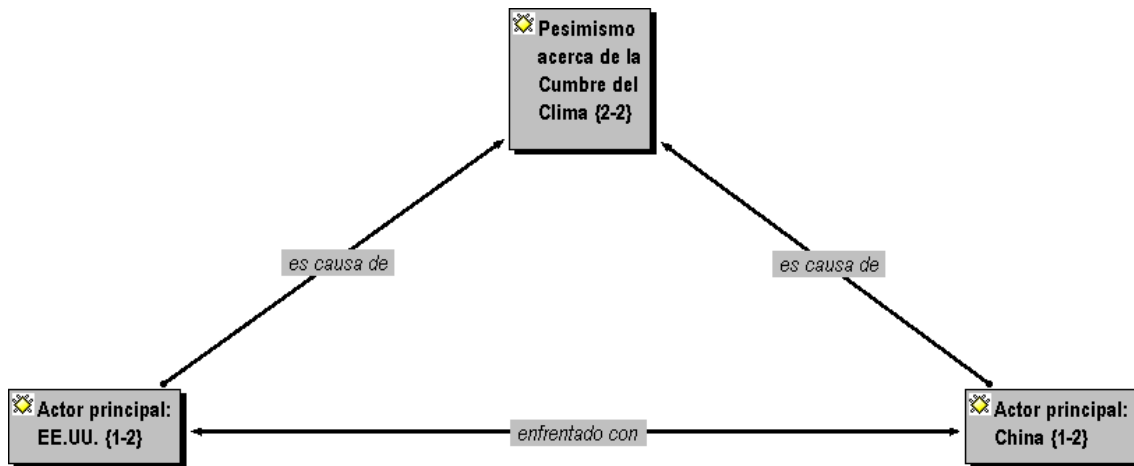 Pesimismo
acerca de la
Cumbre del
Clima {2-2}
es causa de
es causa de
Actor principal:
EE.UU. {1-2}
enfrentado con
Actor principal:
China {1-2}